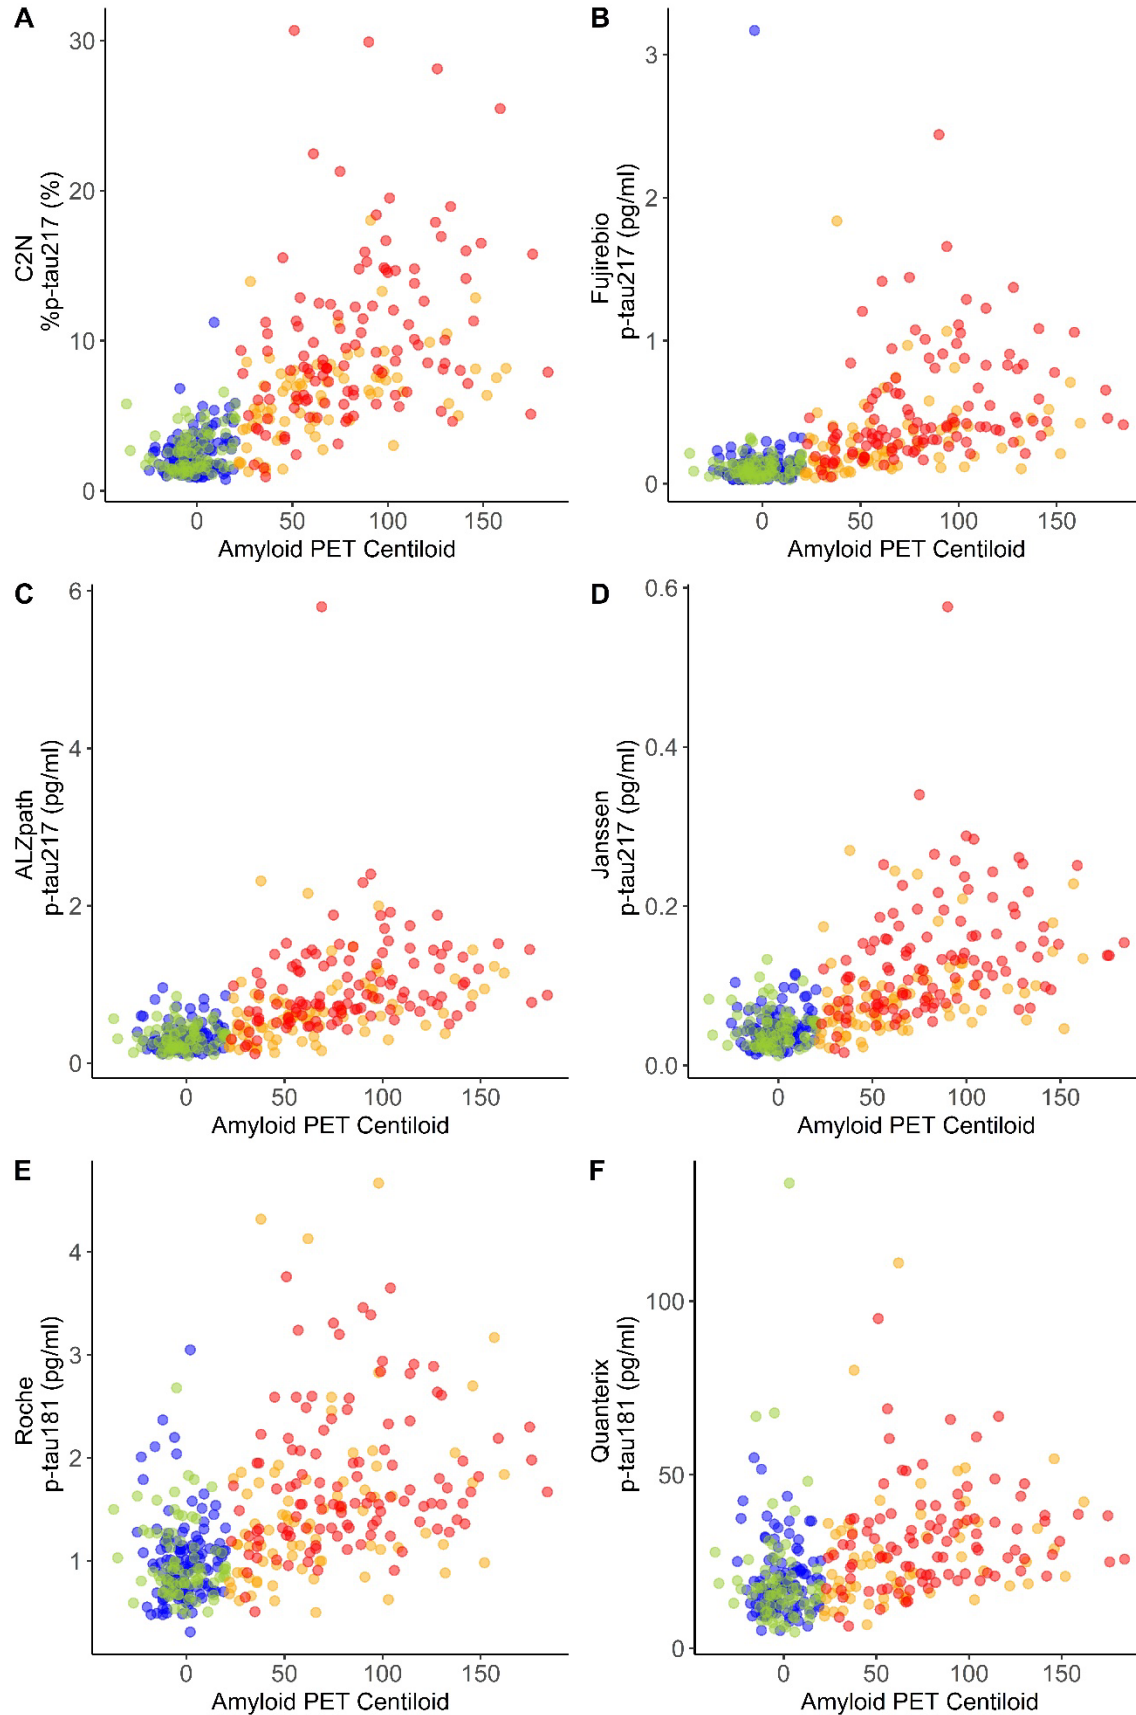 A
C2N
%p-tau217 (%)
30
20
10
0
0 50 100 150
Amyloid PET Centiloid
B
Fujirebio
p-tau217 (pg/ml)
3
2
1
0
0 50 100 150
Amyloid PET Centiloid
C
ALZpath
p-tau217 (pg/ml)
6
4
2
0
0 50 100 150
Amyloid PET Centiloid
D
Janssen
p-tau217 (pg/ml)
0.6
0.4
0.2
0.0
0 50 100 150
Amyloid PET Centiloid
E
Roche
p-tau181 (pg/ml)
4
3
2
1
0 50 100 150
Amyloid PET Centiloid
F
Quanterix
p-tau181 (pg/ml)
100
50
0
0 50 100 150
Amyloid PET Centiloid